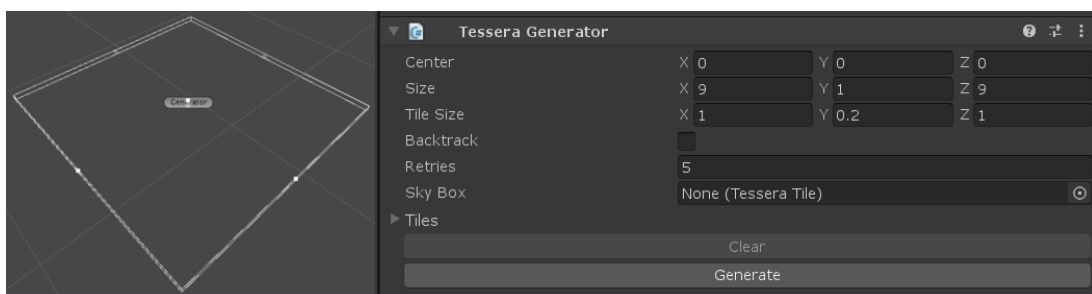 Generator
Tessera Generator
Center X 0 Y 0 Z 0
Size X 9 Y 1 Z 9
Tile Size X 1 Y 0.2 Z 1
Backtrack
Retries 5
Sky Box None (Tessera Tile)
Tiles
Clear
Generate